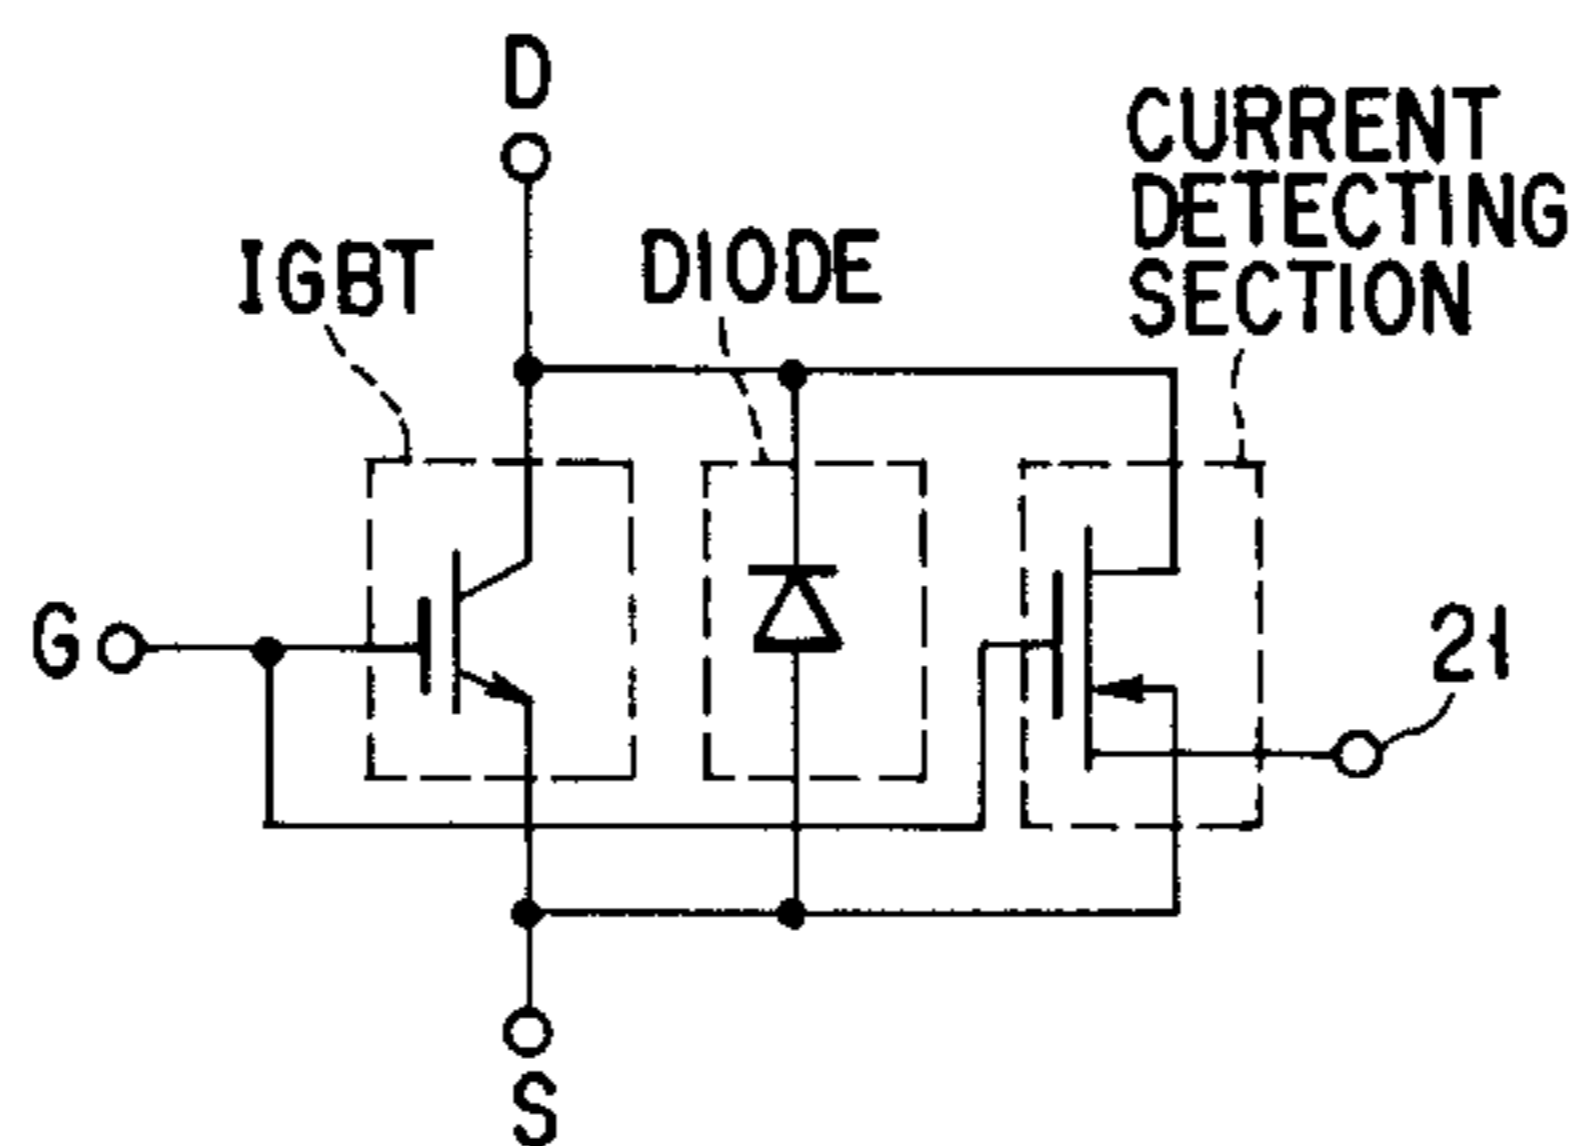 D
CURRENT
DETECTING
SECTION
IGBT
DIODE
G
21
S